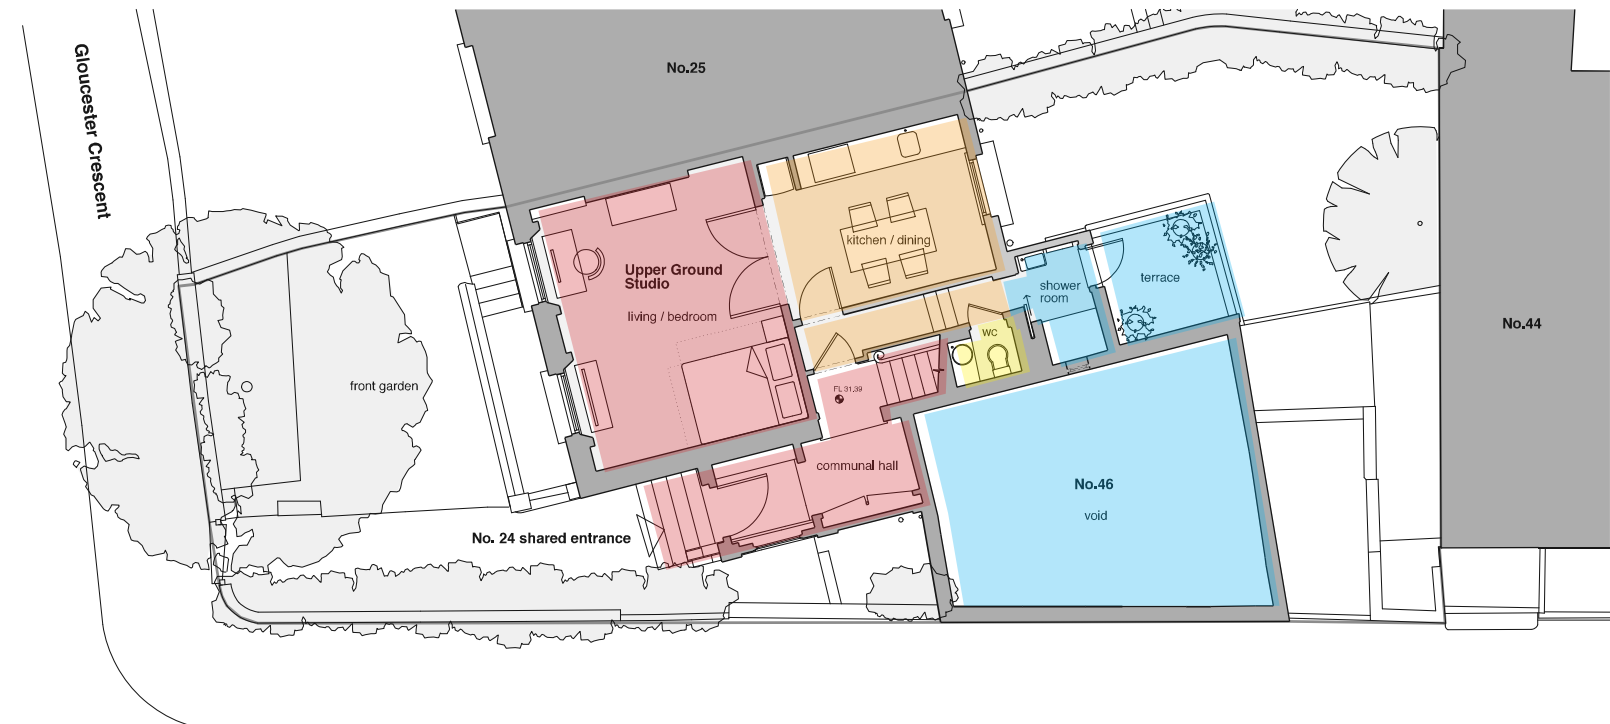 Gloucester Crescent
No.25
kitchen / dining
Upper Ground
Studio
living / bedroom
shower
room
terrace
wc
No.44
front garden
FL 31.39
communal hall
No.46
void
No. 24 shared entrance